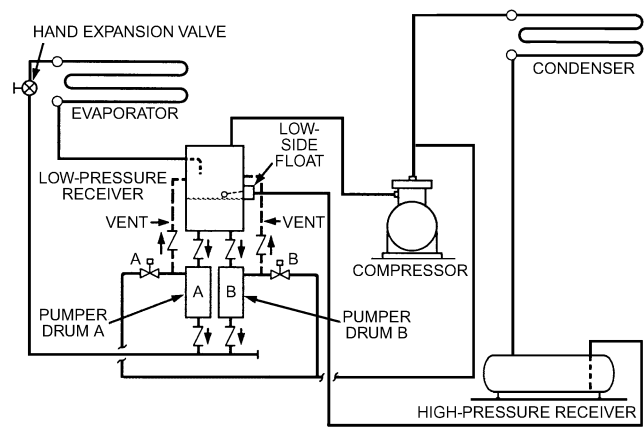 HAND EXPANSION VALVE
EVAPORATOR
CONDENSER
LOW-
SIDE
FLOAT
LOW-PRESSURE
RECEIVER
VENT
VENT
A
B
A
B
COMPRESSOR
PUMPER
DRUM A
PUMPER
DRUM B
HIGH-PRESSURE RECEIVER